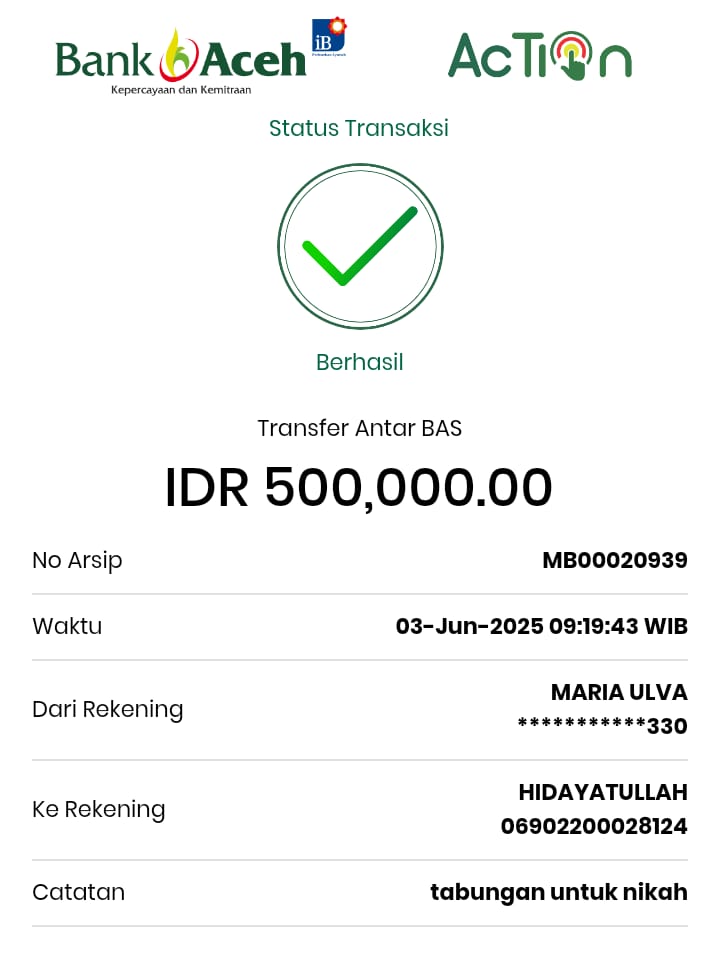 Bank Aceh
iB
Kepercayaan dan Kemitraan
AcTion
Status Transaksi
Berhasil
Transfer Antar BAS
IDR 500,000.00
No Arsip MB00020939
Waktu 03-Jun-2025 09:19:43 WIB
Dari Rekening MARIA ULVA
***********330
Ke Rekening HIDAYATULLAH
06902200028124
Catatan tabungan untuk nikah